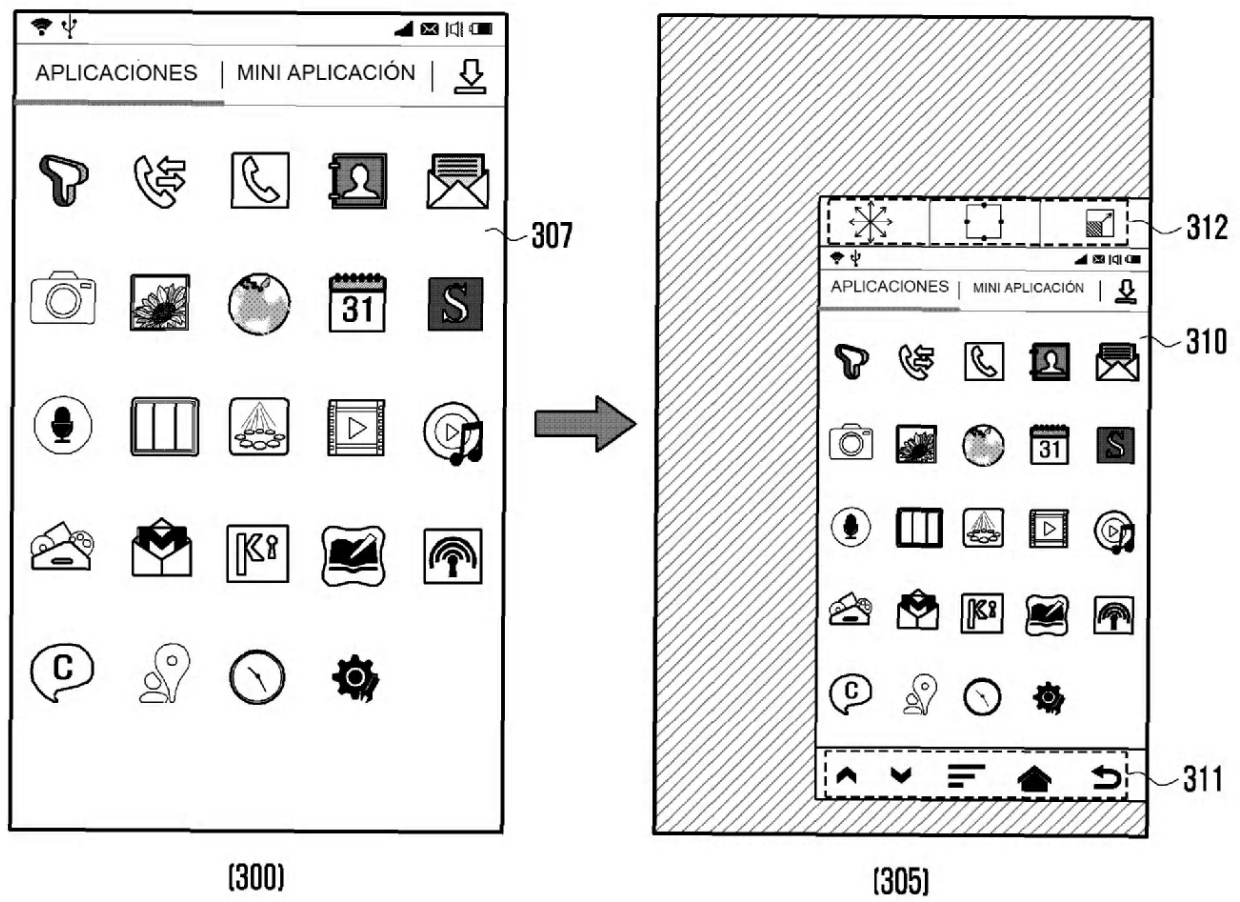 APLICACIONES | MINI APLICACIÓN |
307
31
S
K
C
(300)
312
APLICACIONES | MINI APLICACIÓN |
310
31
S
K
C
311
(305)